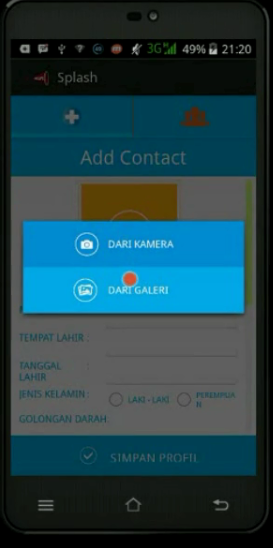 3G 49% 21:20
Splash
Add Contact
DARI KAMERA
DARI GALERI
TEMPAT LAHIR :
TANGGAL :
LAHIR
JENIS KELAMIN : LAKI - LAKI PEREMPUA
N
GOLONGAN DARAH:
SIMPAN PROFIL